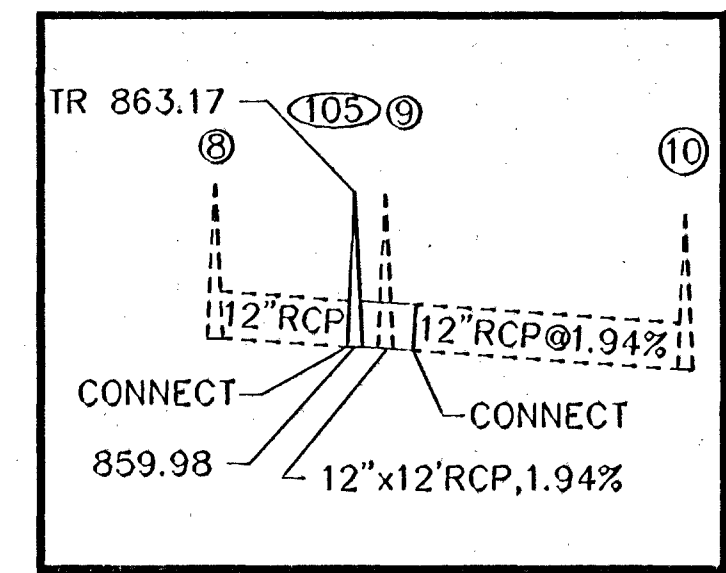 TR 863.17
105
9
8
10
12"RCP
12"RCP@1.94%
CONNECT
CONNECT
859.98
12"x12'RCP,1.94%